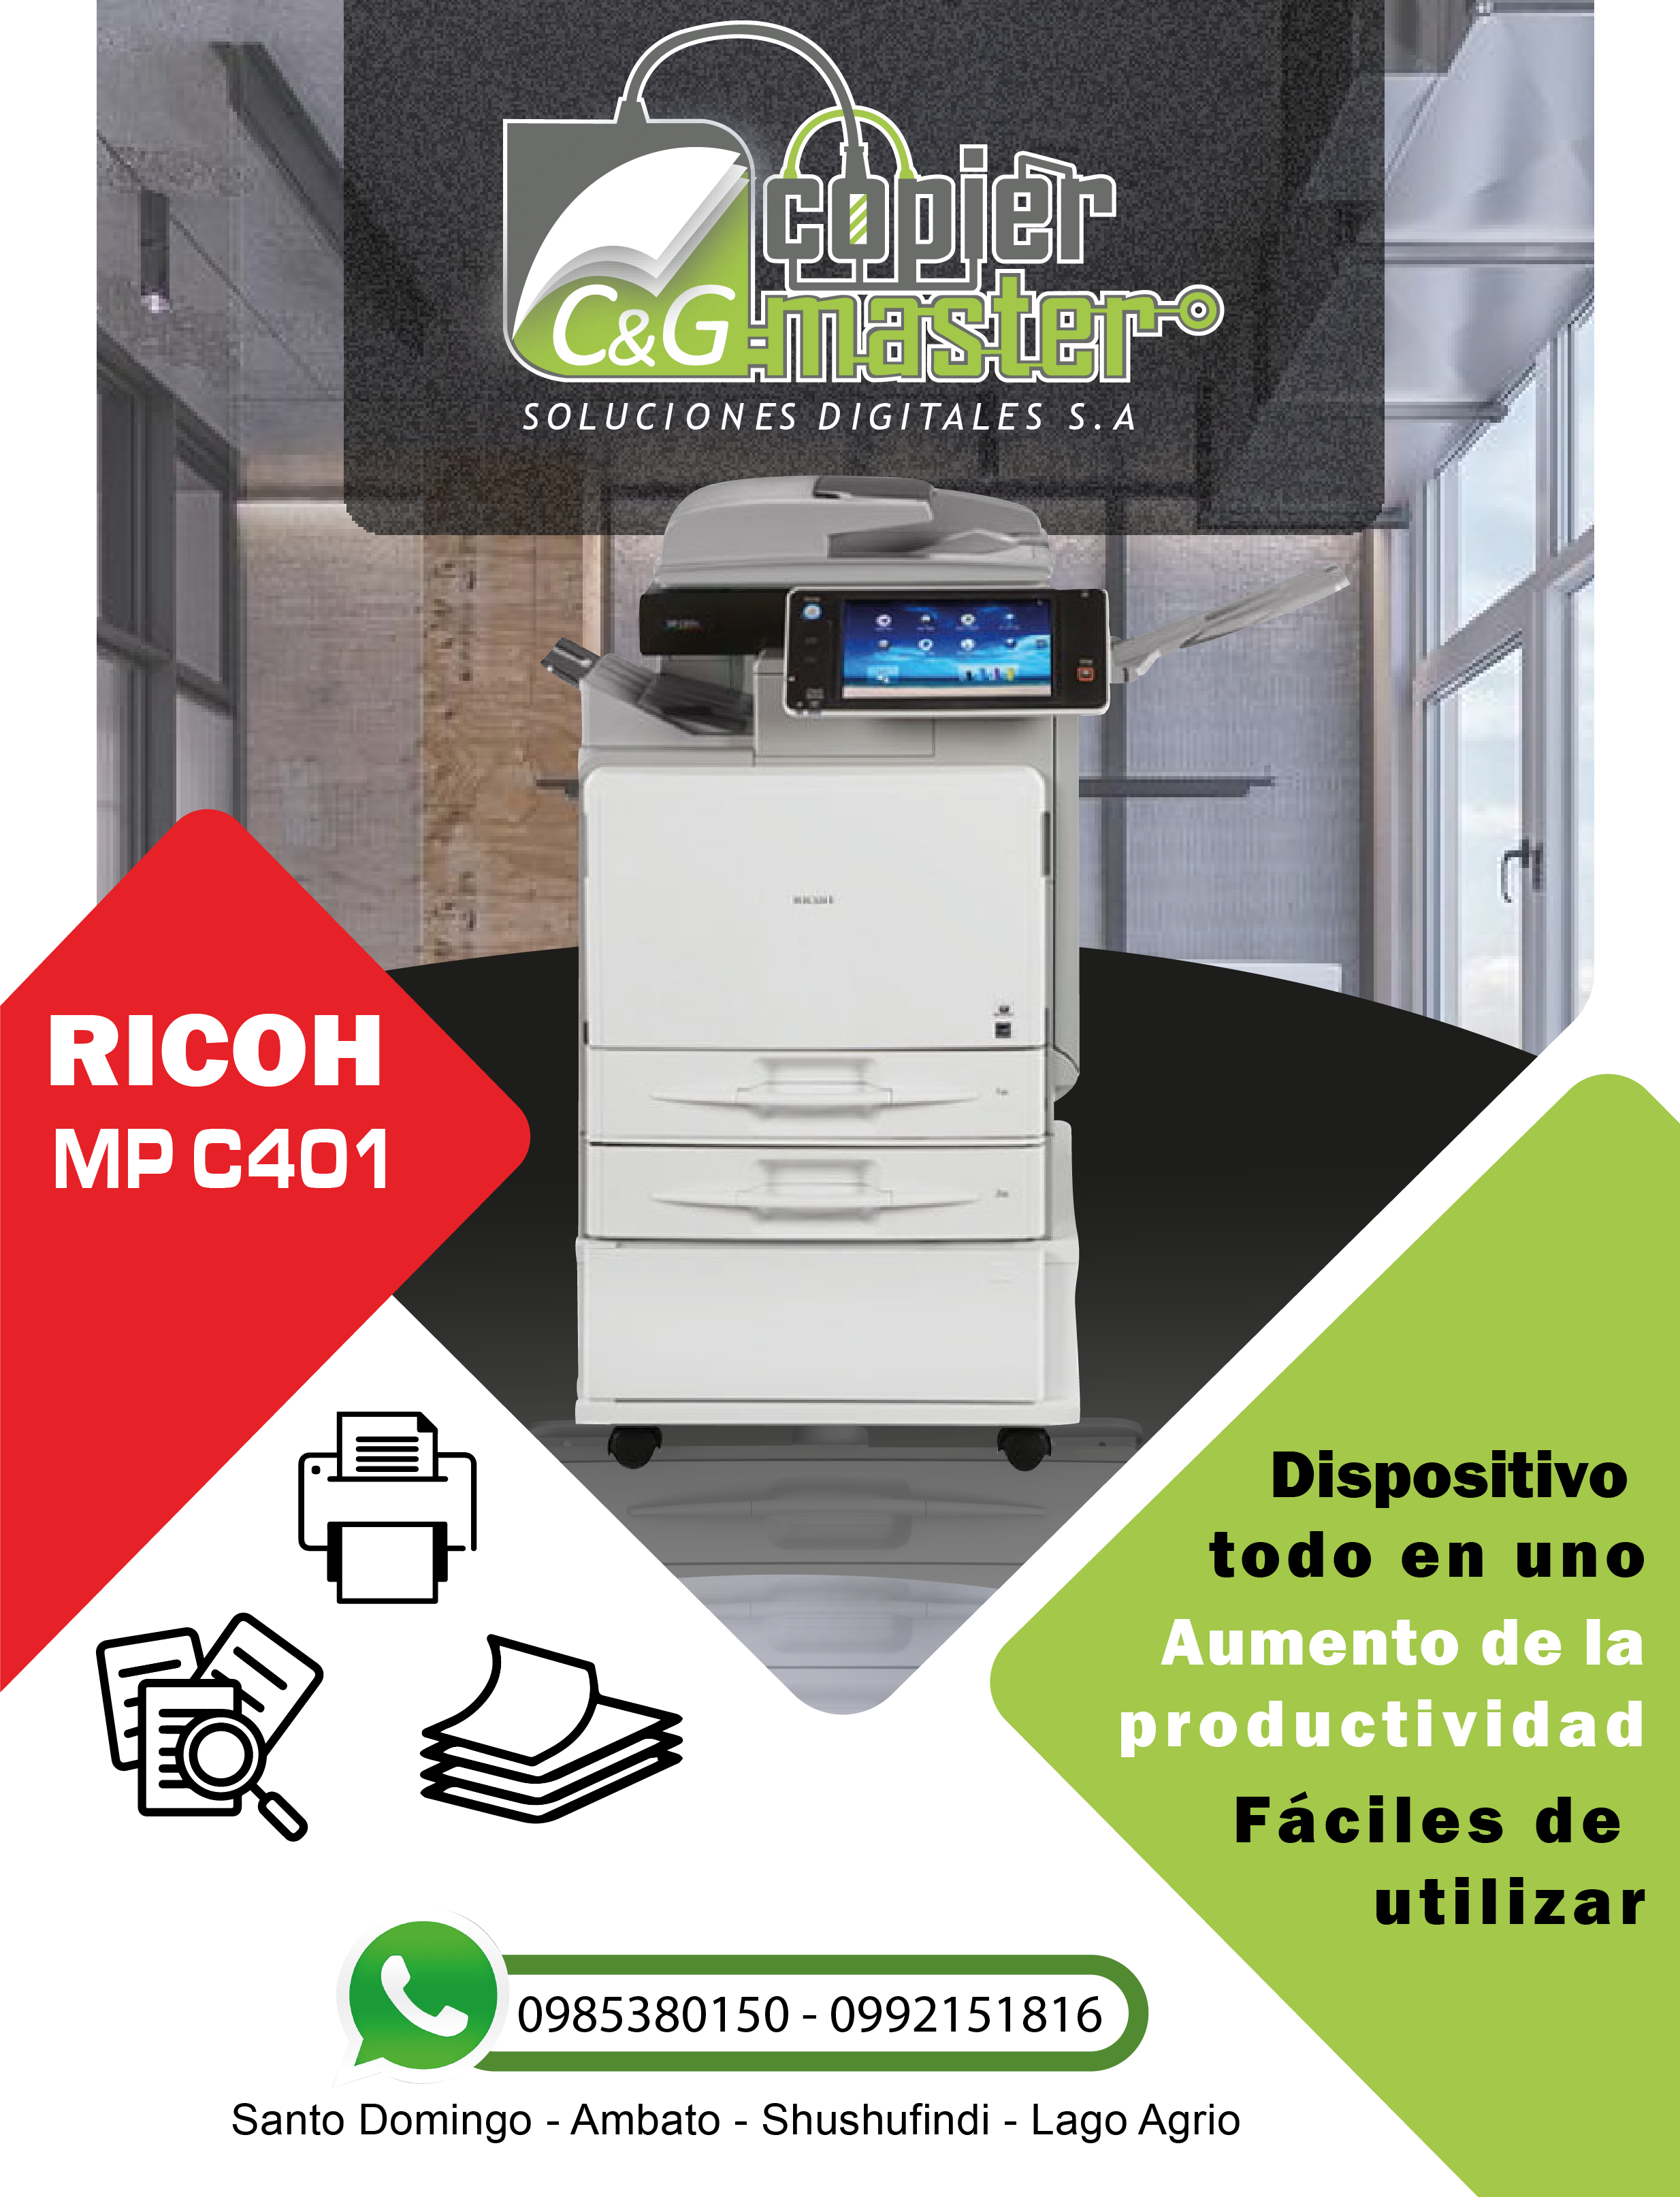 copier
C&G master
SOLUCIONES DIGITALES S.A
RICOH
RICOH
MP C401
Dispositivo
todo en uno
Aumento de la
productividad
Fáciles de
utilizar
0985380150 - 0992151816
Santo Domingo - Ambato - Shushufindi - Lago Agrio